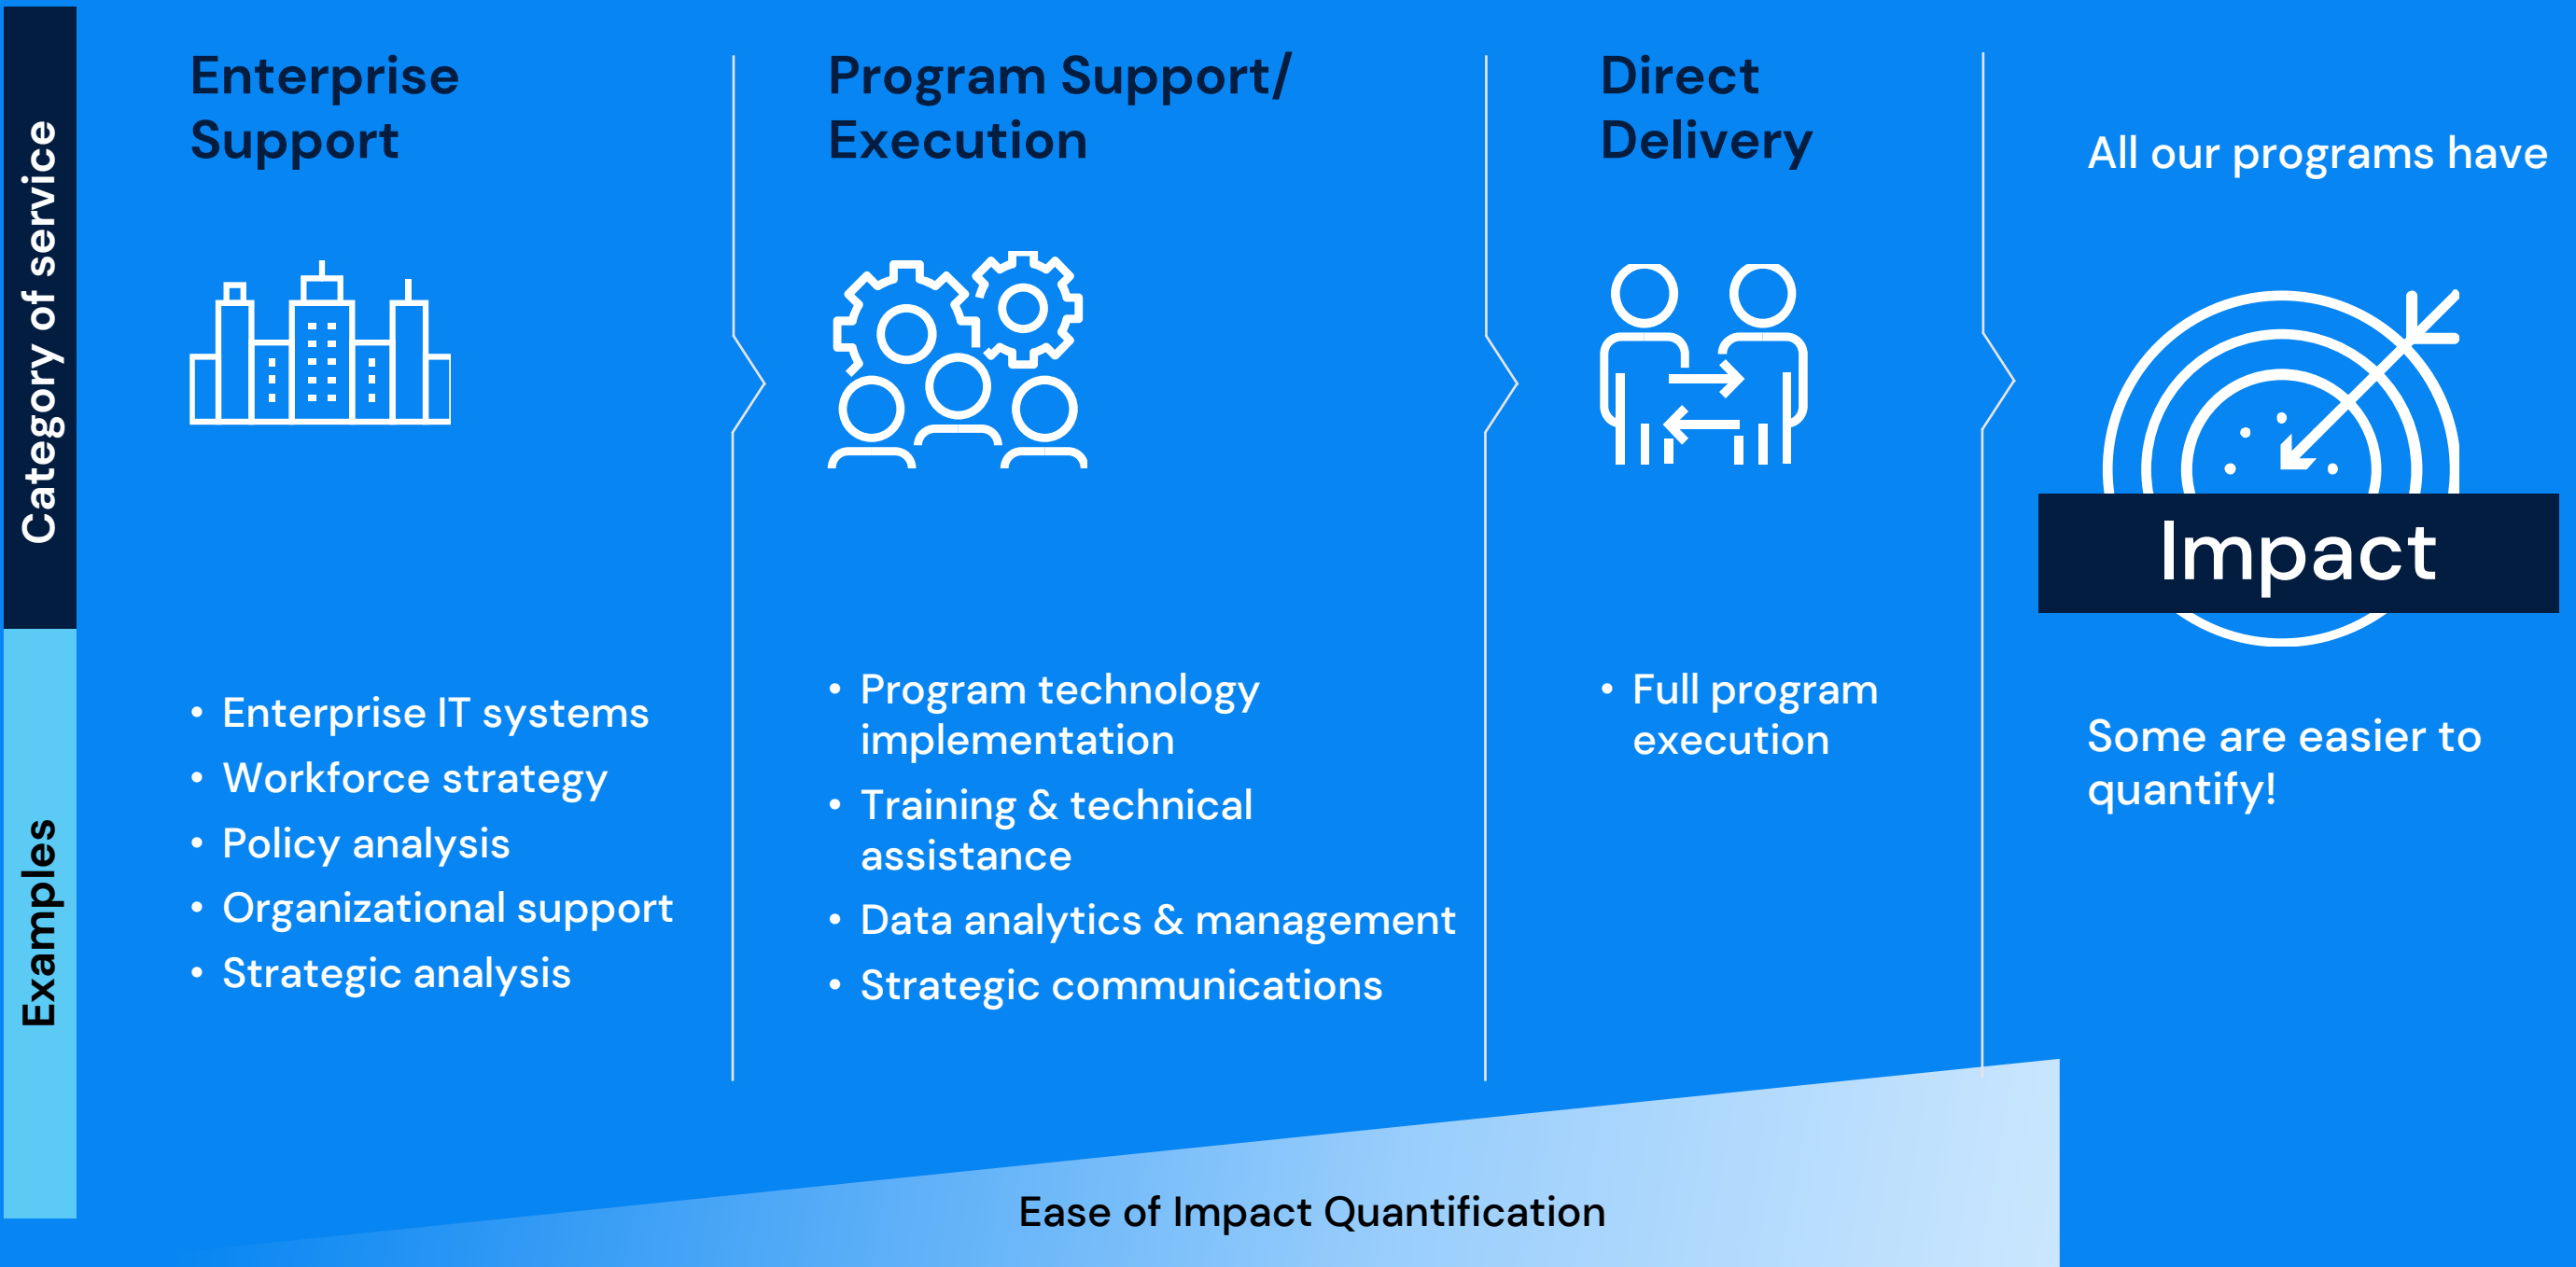 Category of service
Enterprise
Support
Program Support/
Execution
Direct
Delivery
All our programs have
Impact
Some are easier to
quantify!
Examples
• Enterprise IT systems
• Workforce strategy
• Policy analysis
• Organizational support
• Strategic analysis
• Program technology
implementation
• Training & technical
assistance
• Data analytics & management
• Strategic communications
• Full program
execution
Ease of Impact Quantification